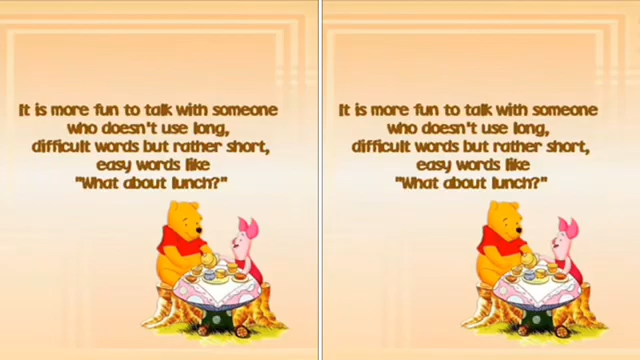 It is more fun to talk with someone
who doesn't use long,
difficult words but rather short,
easy words like
"What about lunch?"
It is more fun to talk with someone
who doesn't use long,
difficult words but rather short,
easy words like
"What about lunch?"